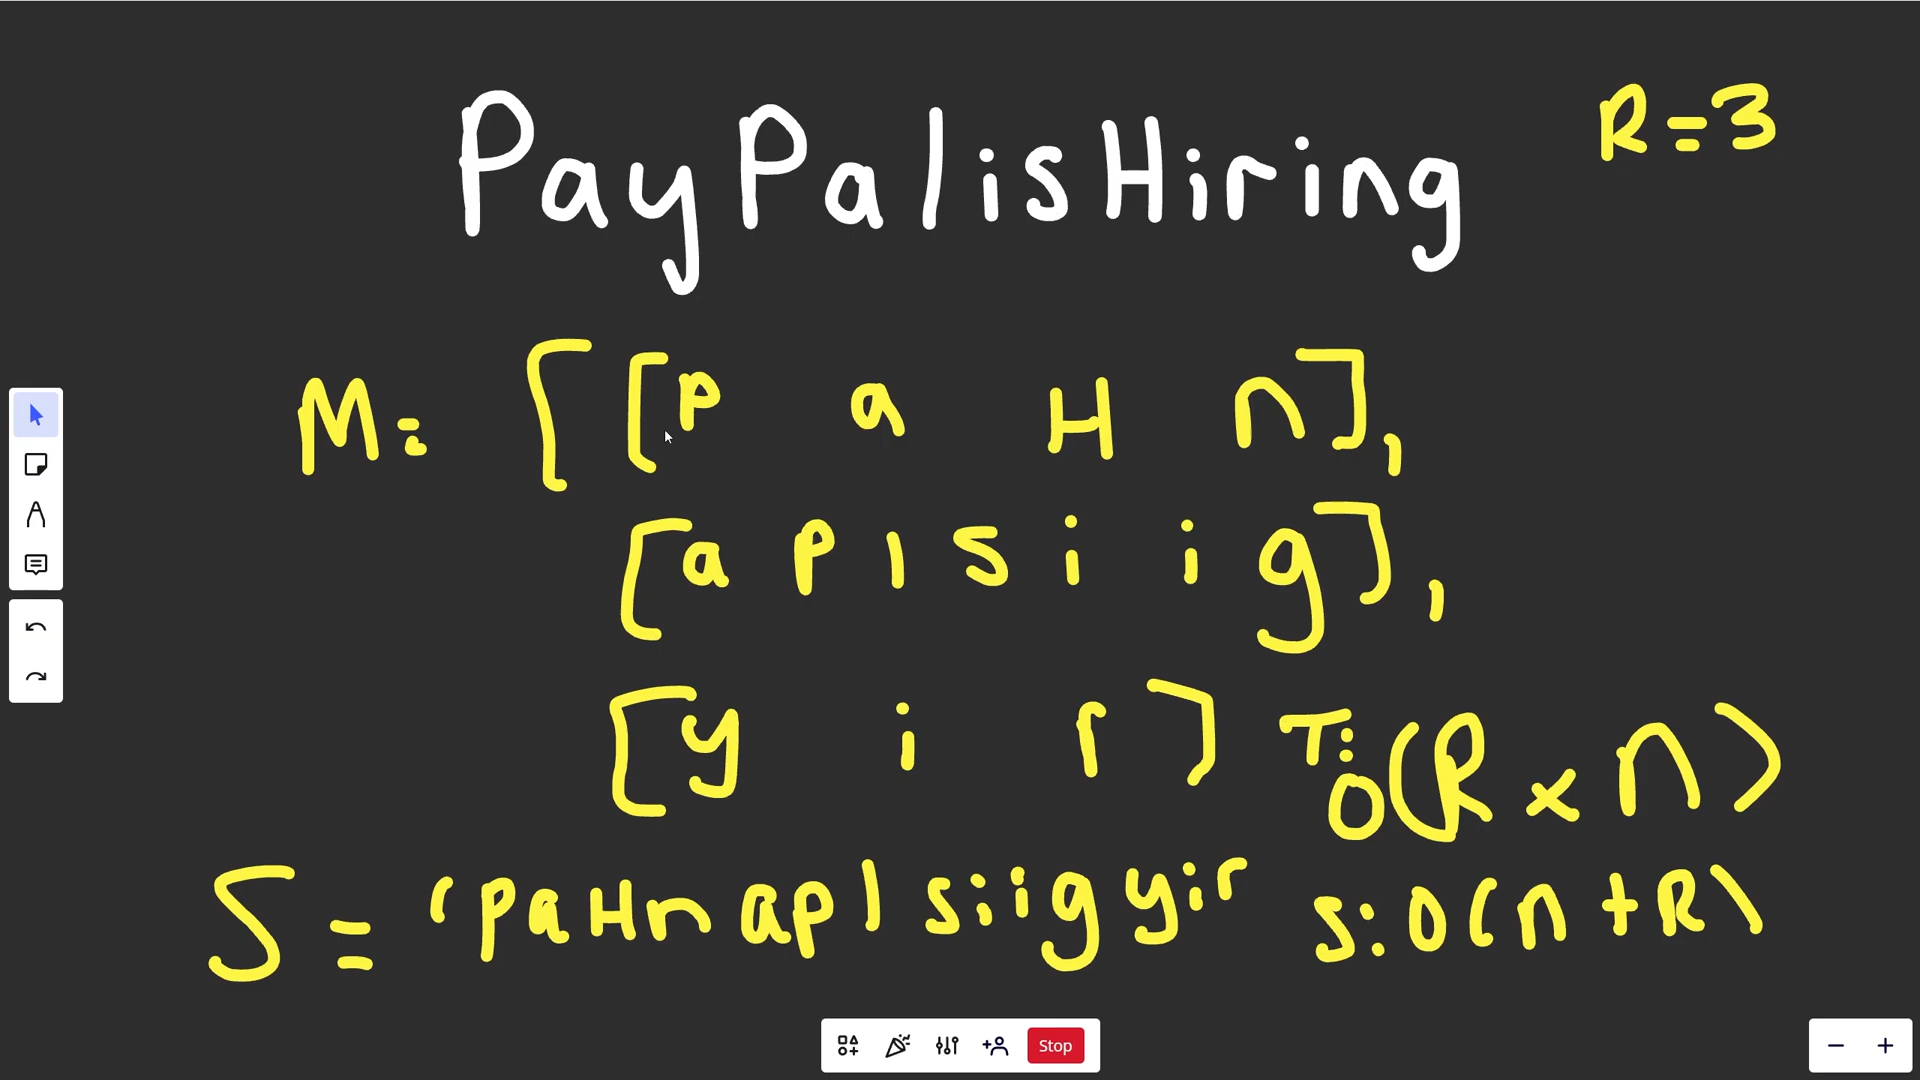 PayPalisHiring
R=3
M= [[p a H n],
[a p l s i i g],
[y i r]
T: O(R x n)
S = 'paHnaplsiigyir
s: O(n+R)
Stop